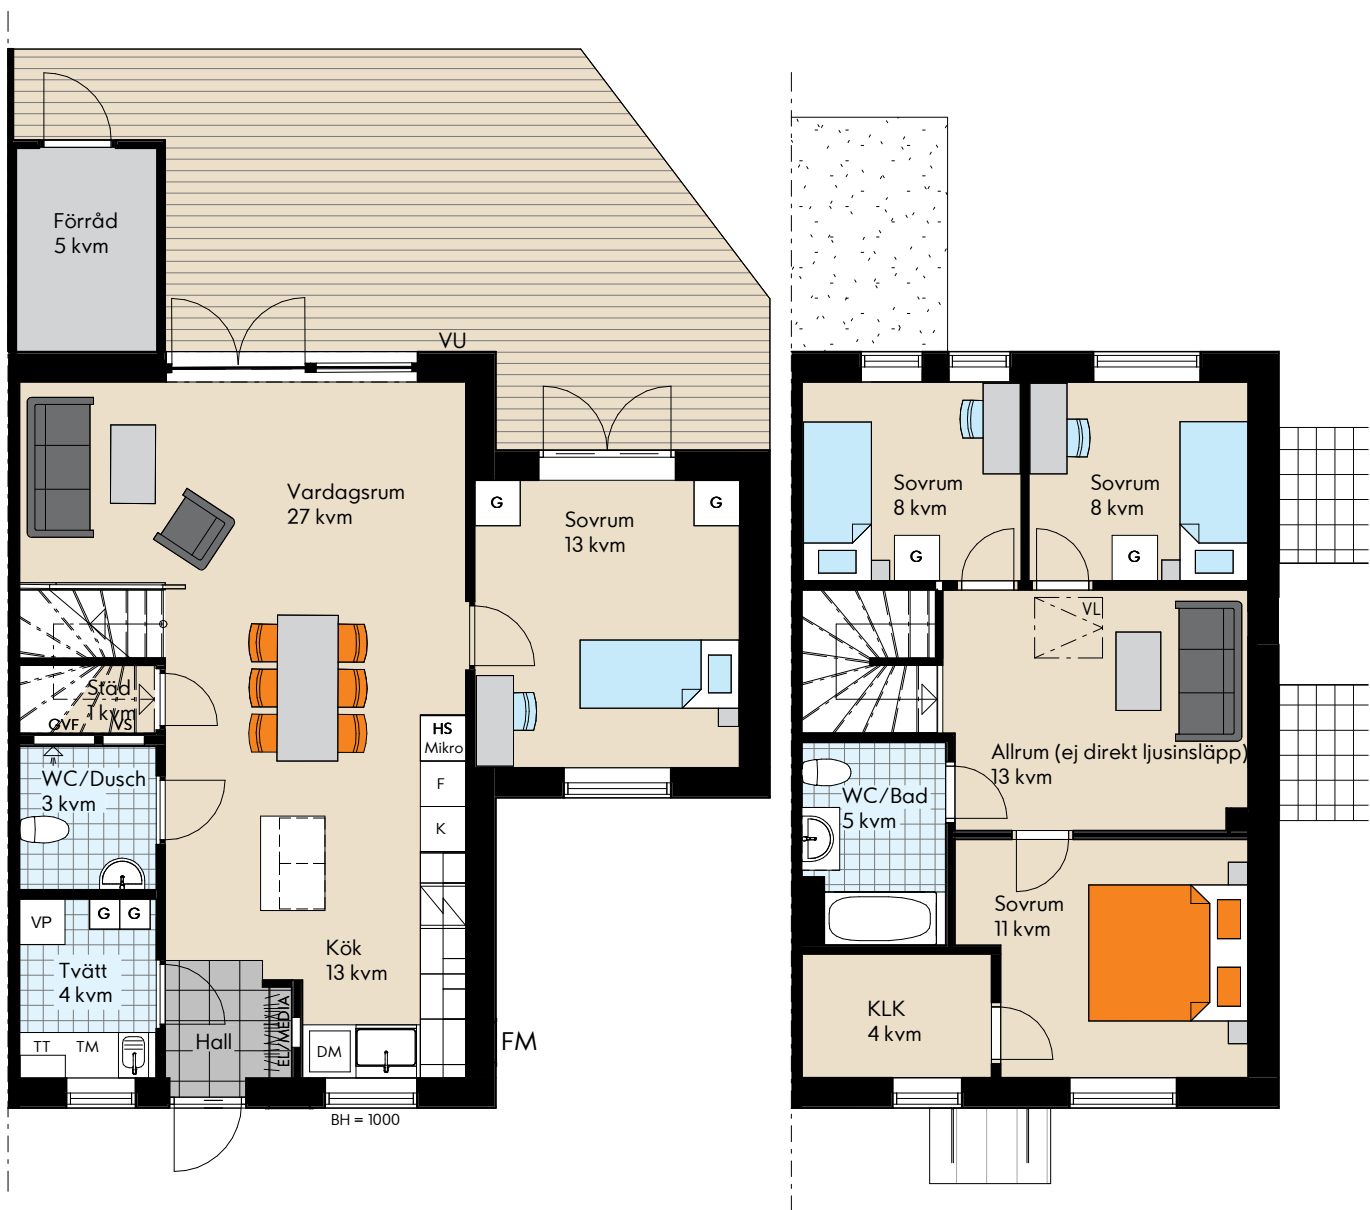 Förråd
5 kvm
VU
Vardagsrum
27 kvm
G
G
Sovrum
13 kvm
Städ
1 kvm
GVF
VS
WC/Dusch
3 kvm
HS
Mikro
F
K
VP
G
G
Tvätt
4 kvm
Kök
13 kvm
TT
TM
Hall
EL/MEDIA
DM
FM
BH = 1000
Sovrum
8 kvm
G
Sovrum
8 kvm
G
VL
Allrum (ej direkt ljusinsläpp)
13 kvm
WC/Bad
5 kvm
Sovrum
11 kvm
KLK
4 kvm